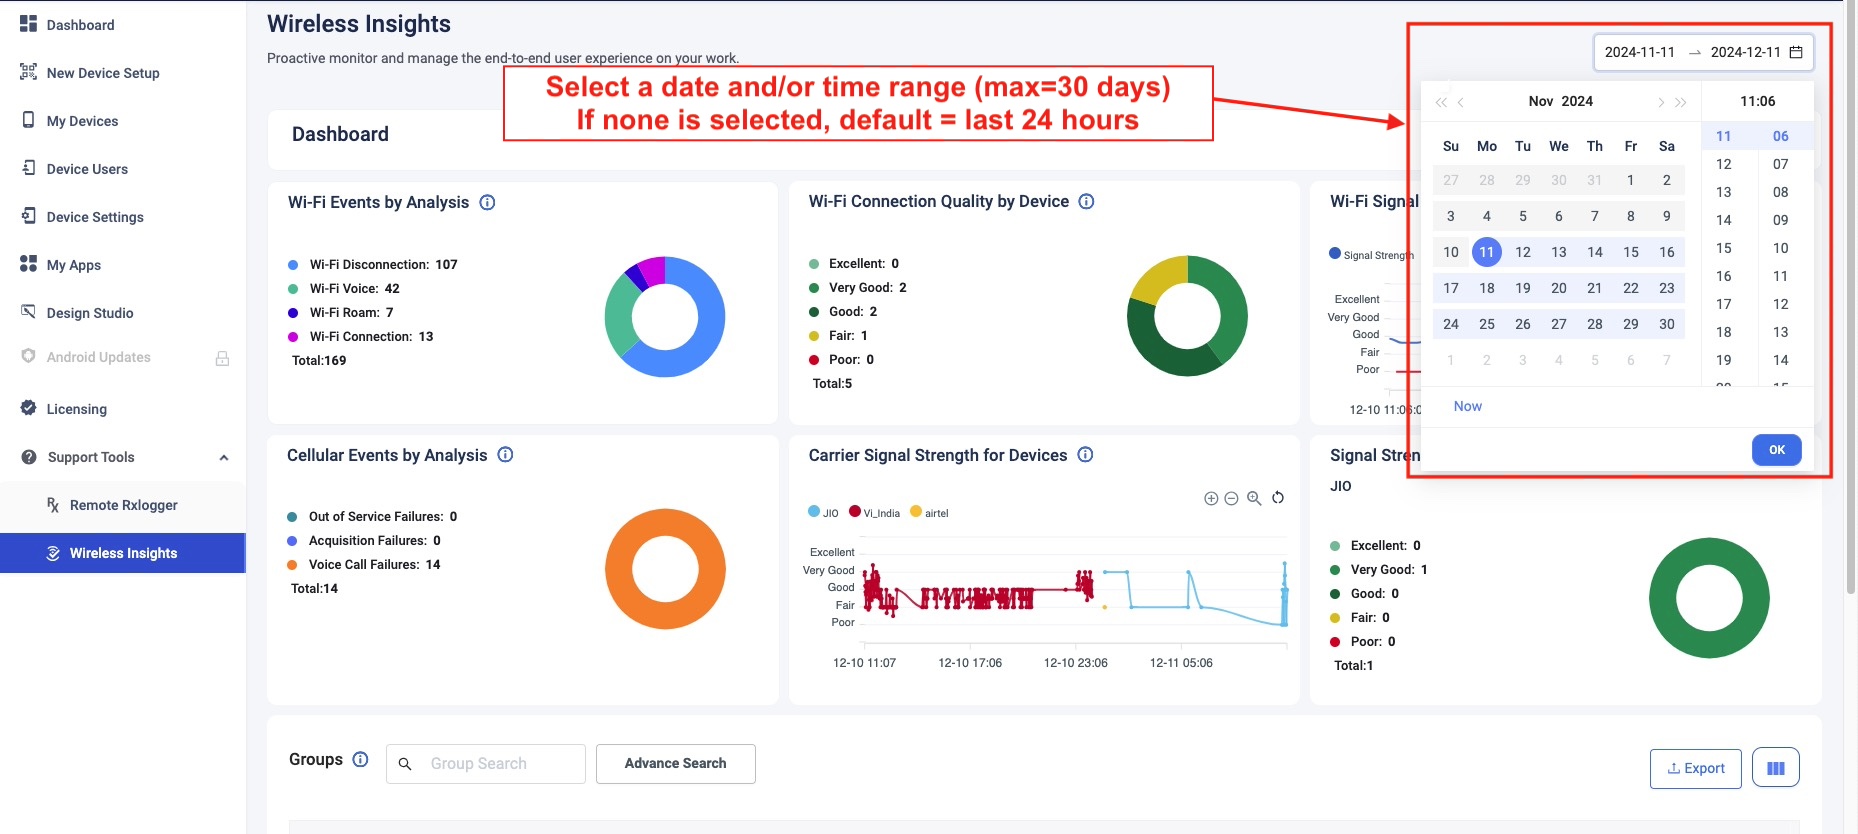 Dashboard
New Device Setup
My Devices
Device Users
Device Settings
My Apps
Design Studio
Android Updates
Licensing
Support Tools
Remote Rxlogger
Wireless Insights
Wireless Insights
Proactive monitor and manage the end-to-end user experience on your work.
Select a date and/or time range (max=30 days)
If none is selected, default = last 24 hours
2024-11-11 → 2024-12-11
Nov 2024
11:06
Su Mo Tu We Th Fr Sa
27 28 29 30 31 1 2
3 4 5 6 7 8 9
10 11 12 13 14 15 16
17 18 19 20 21 22 23
24 25 26 27 28 29 30
1 2 3 4 5 6 7
11 06
12 07
13 08
14 09
15 10
16 11
17 12
18 13
19 14
Now
OK
Dashboard
Wi-Fi Events by Analysis
Wi-Fi Disconnection: 107
Wi-Fi Voice: 42
Wi-Fi Roam: 7
Wi-Fi Connection: 13
Total:169
Wi-Fi Connection Quality by Device
Excellent: 0
Very Good: 2
Good: 2
Fair: 1
Poor: 0
Total:5
Wi-Fi Signal
Signal Strength
Excellent
Very Good
Good
Fair
Poor
12-10 11:06:0
Cellular Events by Analysis
Out of Service Failures: 0
Acquisition Failures: 0
Voice Call Failures: 14
Total:14
Carrier Signal Strength for Devices
JIO Vi_India airtel
Excellent
Very Good
Good
Fair
Poor
12-10 11:07 12-10 17:06 12-10 23:06 12-11 05:06
Signal Stren
JIO
Excellent: 0
Very Good: 1
Good: 0
Fair: 0
Poor: 0
Total:1
Groups
Group Search
Advance Search
Export